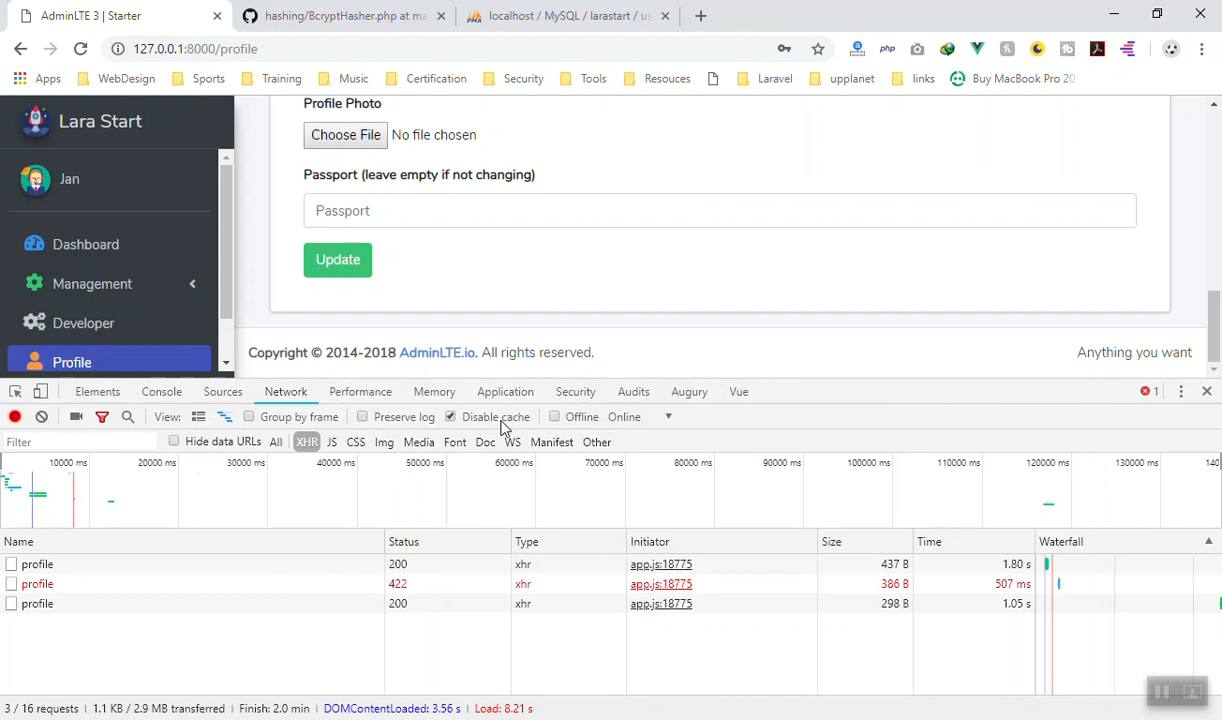 AdminLTE 3 | Starter
hashing/BcryptHasher.php at ma
localhost / MySQL / larastart / us
127.0.0.1:8000/profile
php
Apps WebDesign Sports Training Music Certification Security Tools Resouces Laravel upplanet links Buy MacBook Pro 20
Lara Start
Jan
Dashboard
Management
Developer
Profile
Profile Photo
Choose File No file chosen
Passport (leave empty if not changing)
Passport
Update
Copyright © 2014-2018 AdminLTE.io. All rights reserved. Anything you want
Elements Console Sources Network Performance Memory Application Security Audits Augury Vue 1
View: Group by frame Preserve log Disable cache Offline Online
Filter Hide data URLs All XHR JS CSS Img Media Font Doc WS Manifest Other
10000 ms 20000 ms 30000 ms 40000 ms 50000 ms 60000 ms 70000 ms 80000 ms 90000 ms 100000 ms 110000 ms 120000 ms 130000 ms 140
Name Status Type Initiator Size Time Waterfall
profile 200 xhr app.js:18775 437 B 1.80 s
profile 422 xhr app.js:18775 386 B 507 ms
profile 200 xhr app.js:18775 298 B 1.05 s
3 / 16 requests | 1.1 KB / 2.9 MB transferred | Finish: 2.0 min | DOMContentLoaded: 3.56 s | Load: 8.21 s